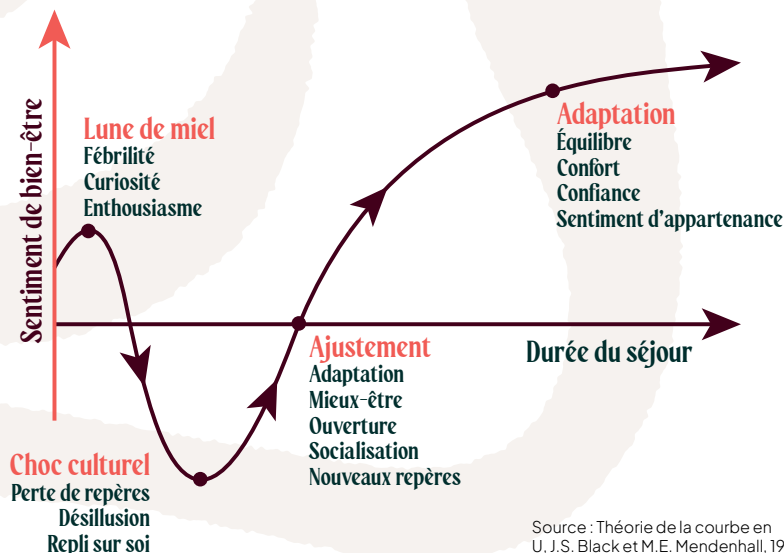 Sentiment de bien-être
Lune de miel
Fébrilité
Curiosité
Enthousiasme
Adaptation
Équilibre
Confort
Confiance
Sentiment d’appartenance
Durée du séjour
Ajustement
Adaptation
Mieux-être
Ouverture
Socialisation
Nouveaux repères
Choc culturel
Perte de repères
Désillusion
Repli sur soi
Source : Théorie de la courbe en
U, J.S. Black et M.E. Mendenhall, 19